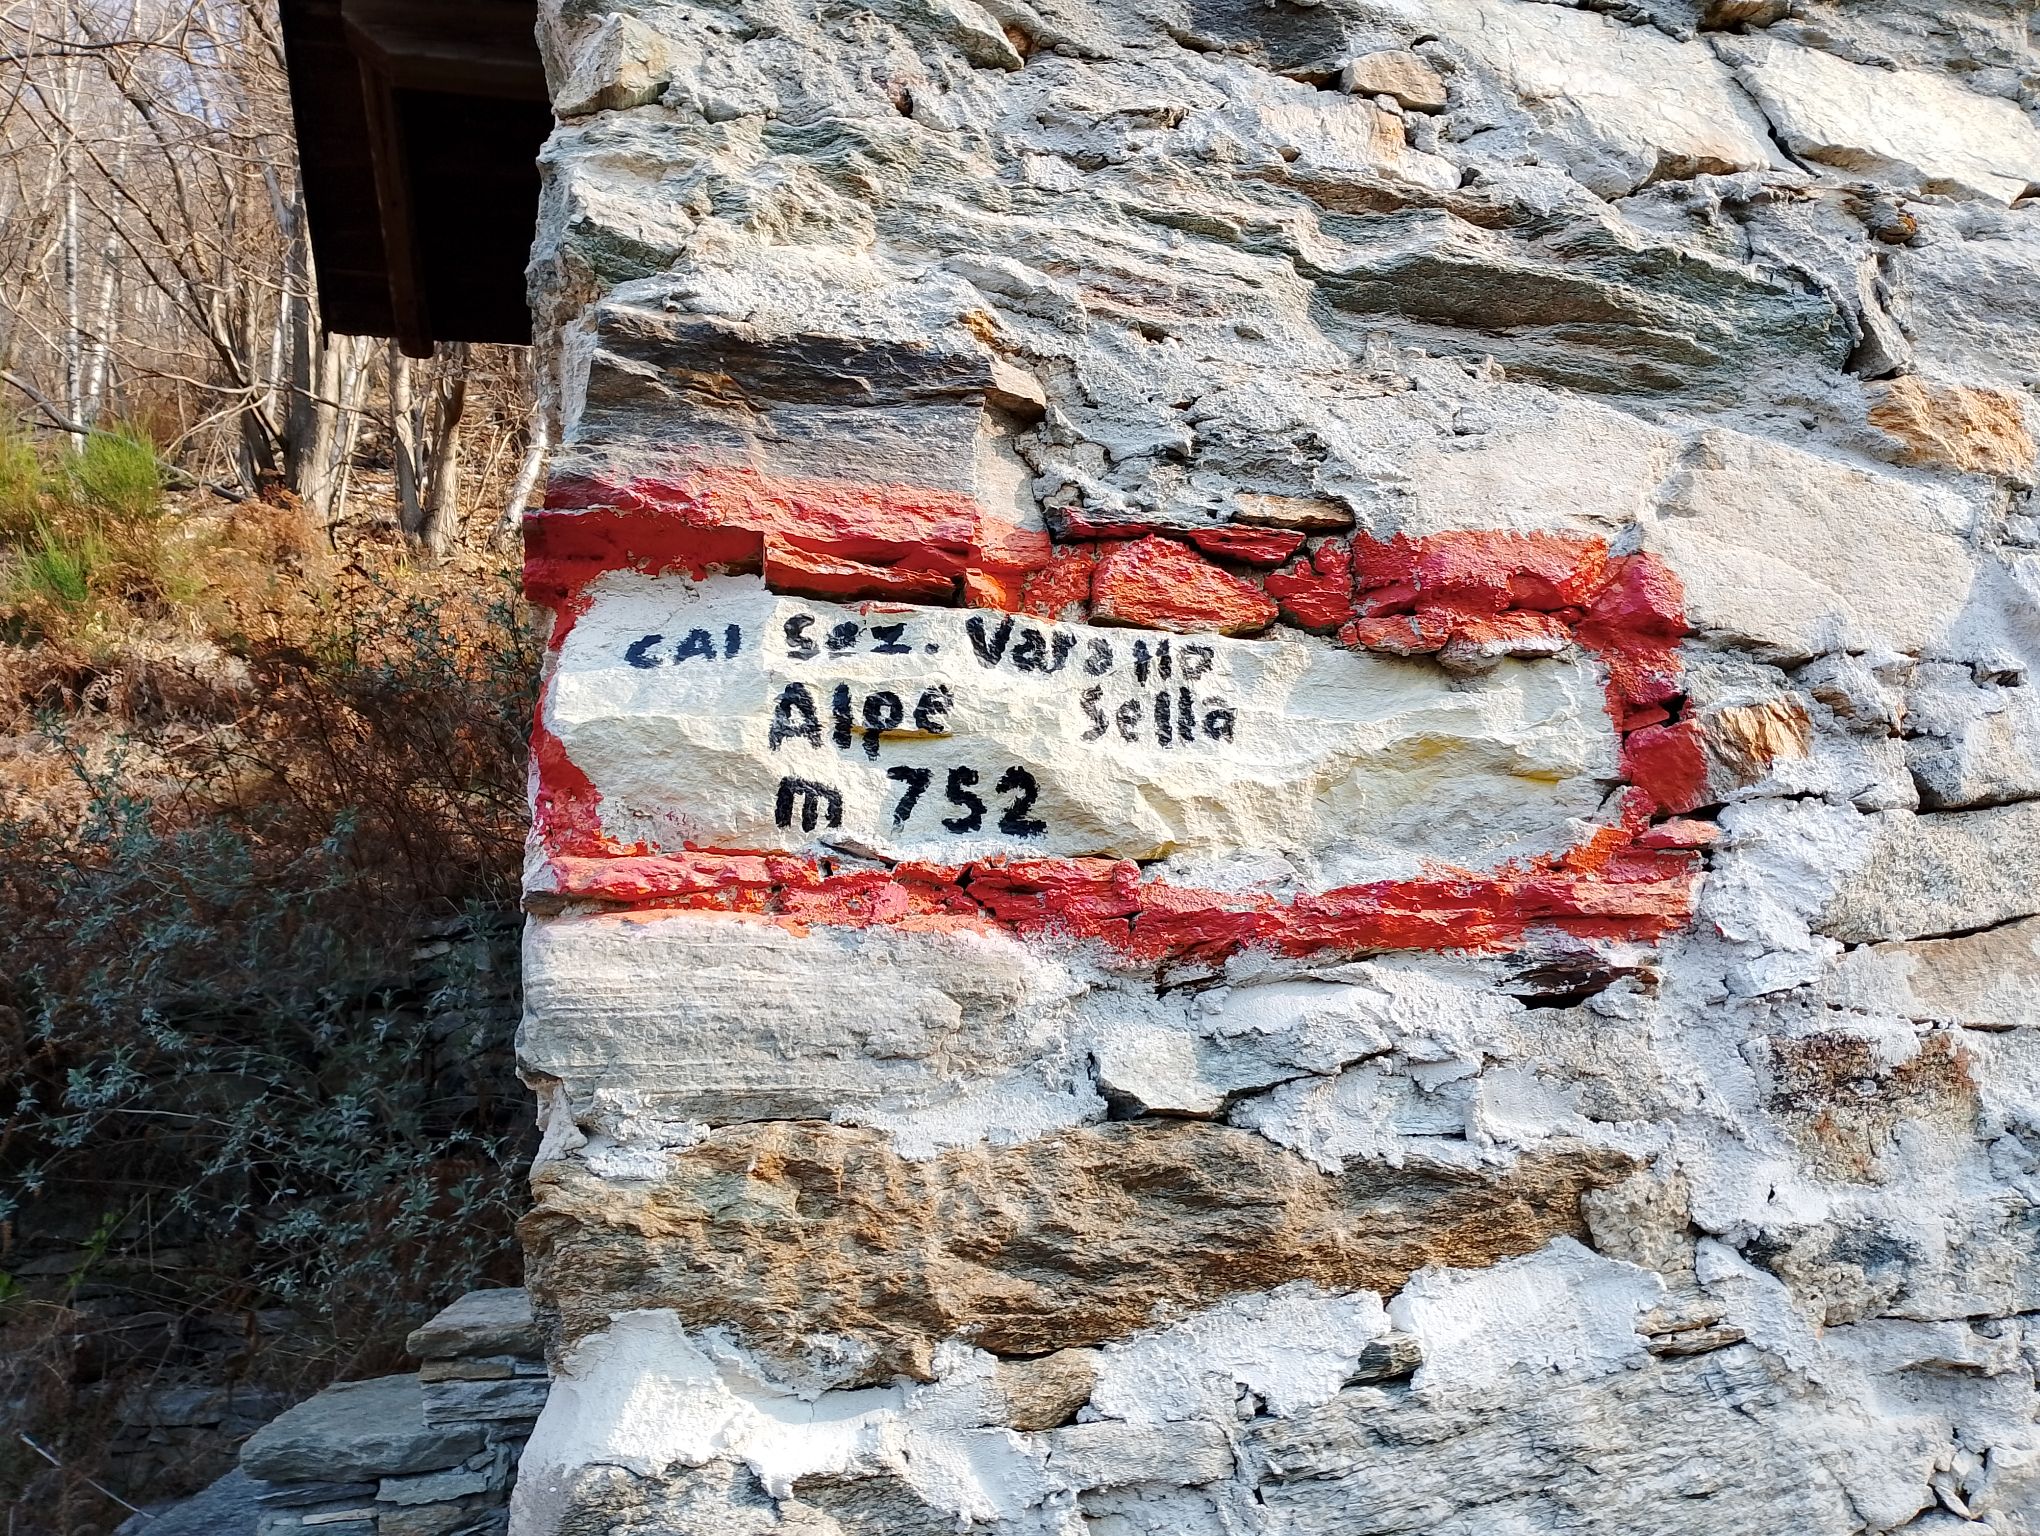 CAI Sez. Varallo
Alpe Sella
m 752